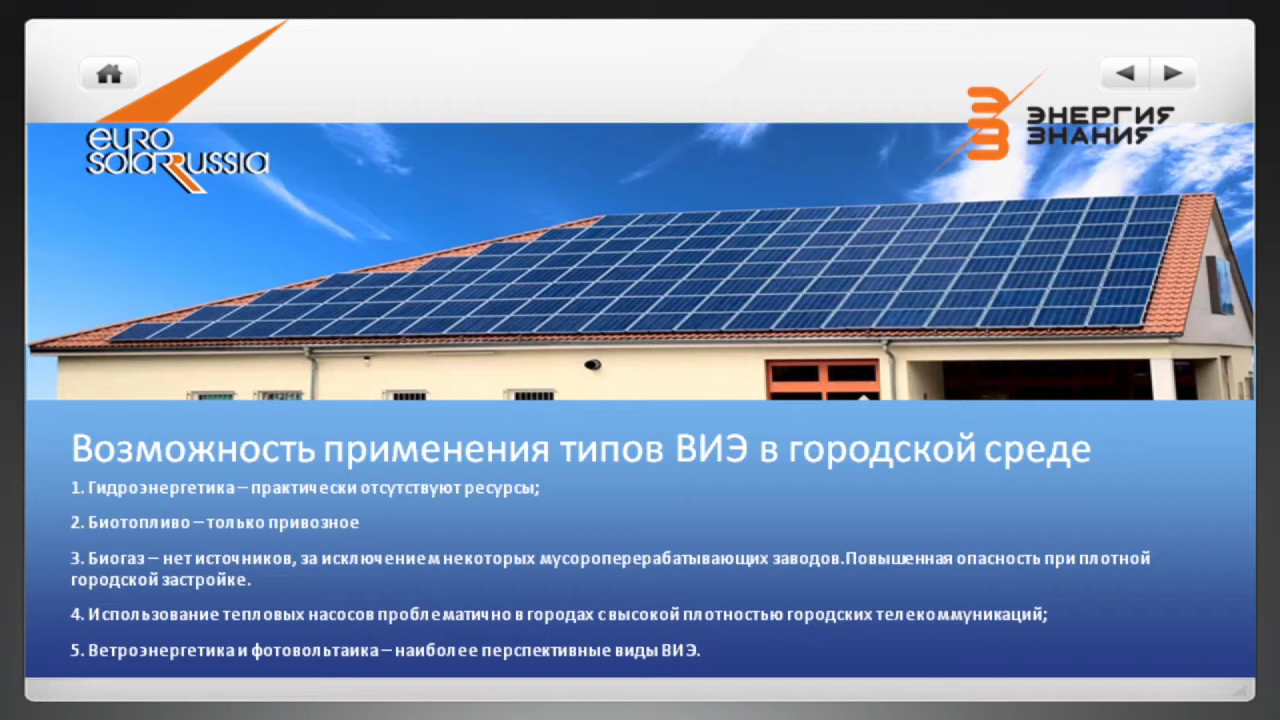 EURO
SOLARRUSSIA
ЭНЕРГИЯ
ЗНАНИЯ
Возможность применения типов ВИЭ в городской среде
1. Гидроэнергетика – практически отсутствуют ресурсы;
2. Биотопливо – только привозное
3. Биогаз – нет источников, за исключением некоторых мусороперерабатывающих заводов.Повышенная опасность при плотной
городской застройке.
4. Использование тепловых насосов проблематично в городах с высокой плотностью городских телекоммуникаций;
5. Ветроэнергетика и фотовольтаика – наиболее перспективные виды ВИЭ.